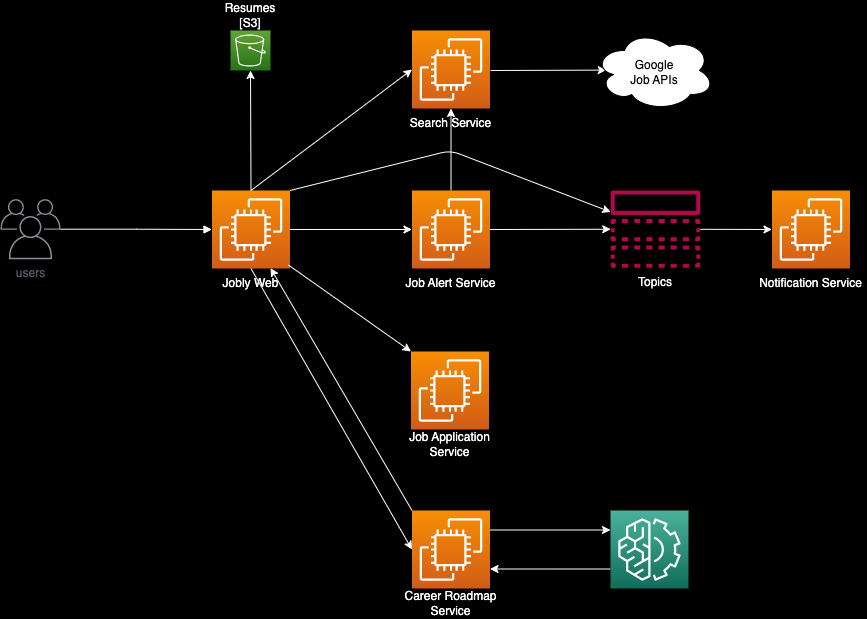 Resumes
[S3]
Google
Job APIs
Search Service
users
Jobly Web
Job Alert Service
Topics
Notification Service
Job Application
Service
Career Roadmap
Service